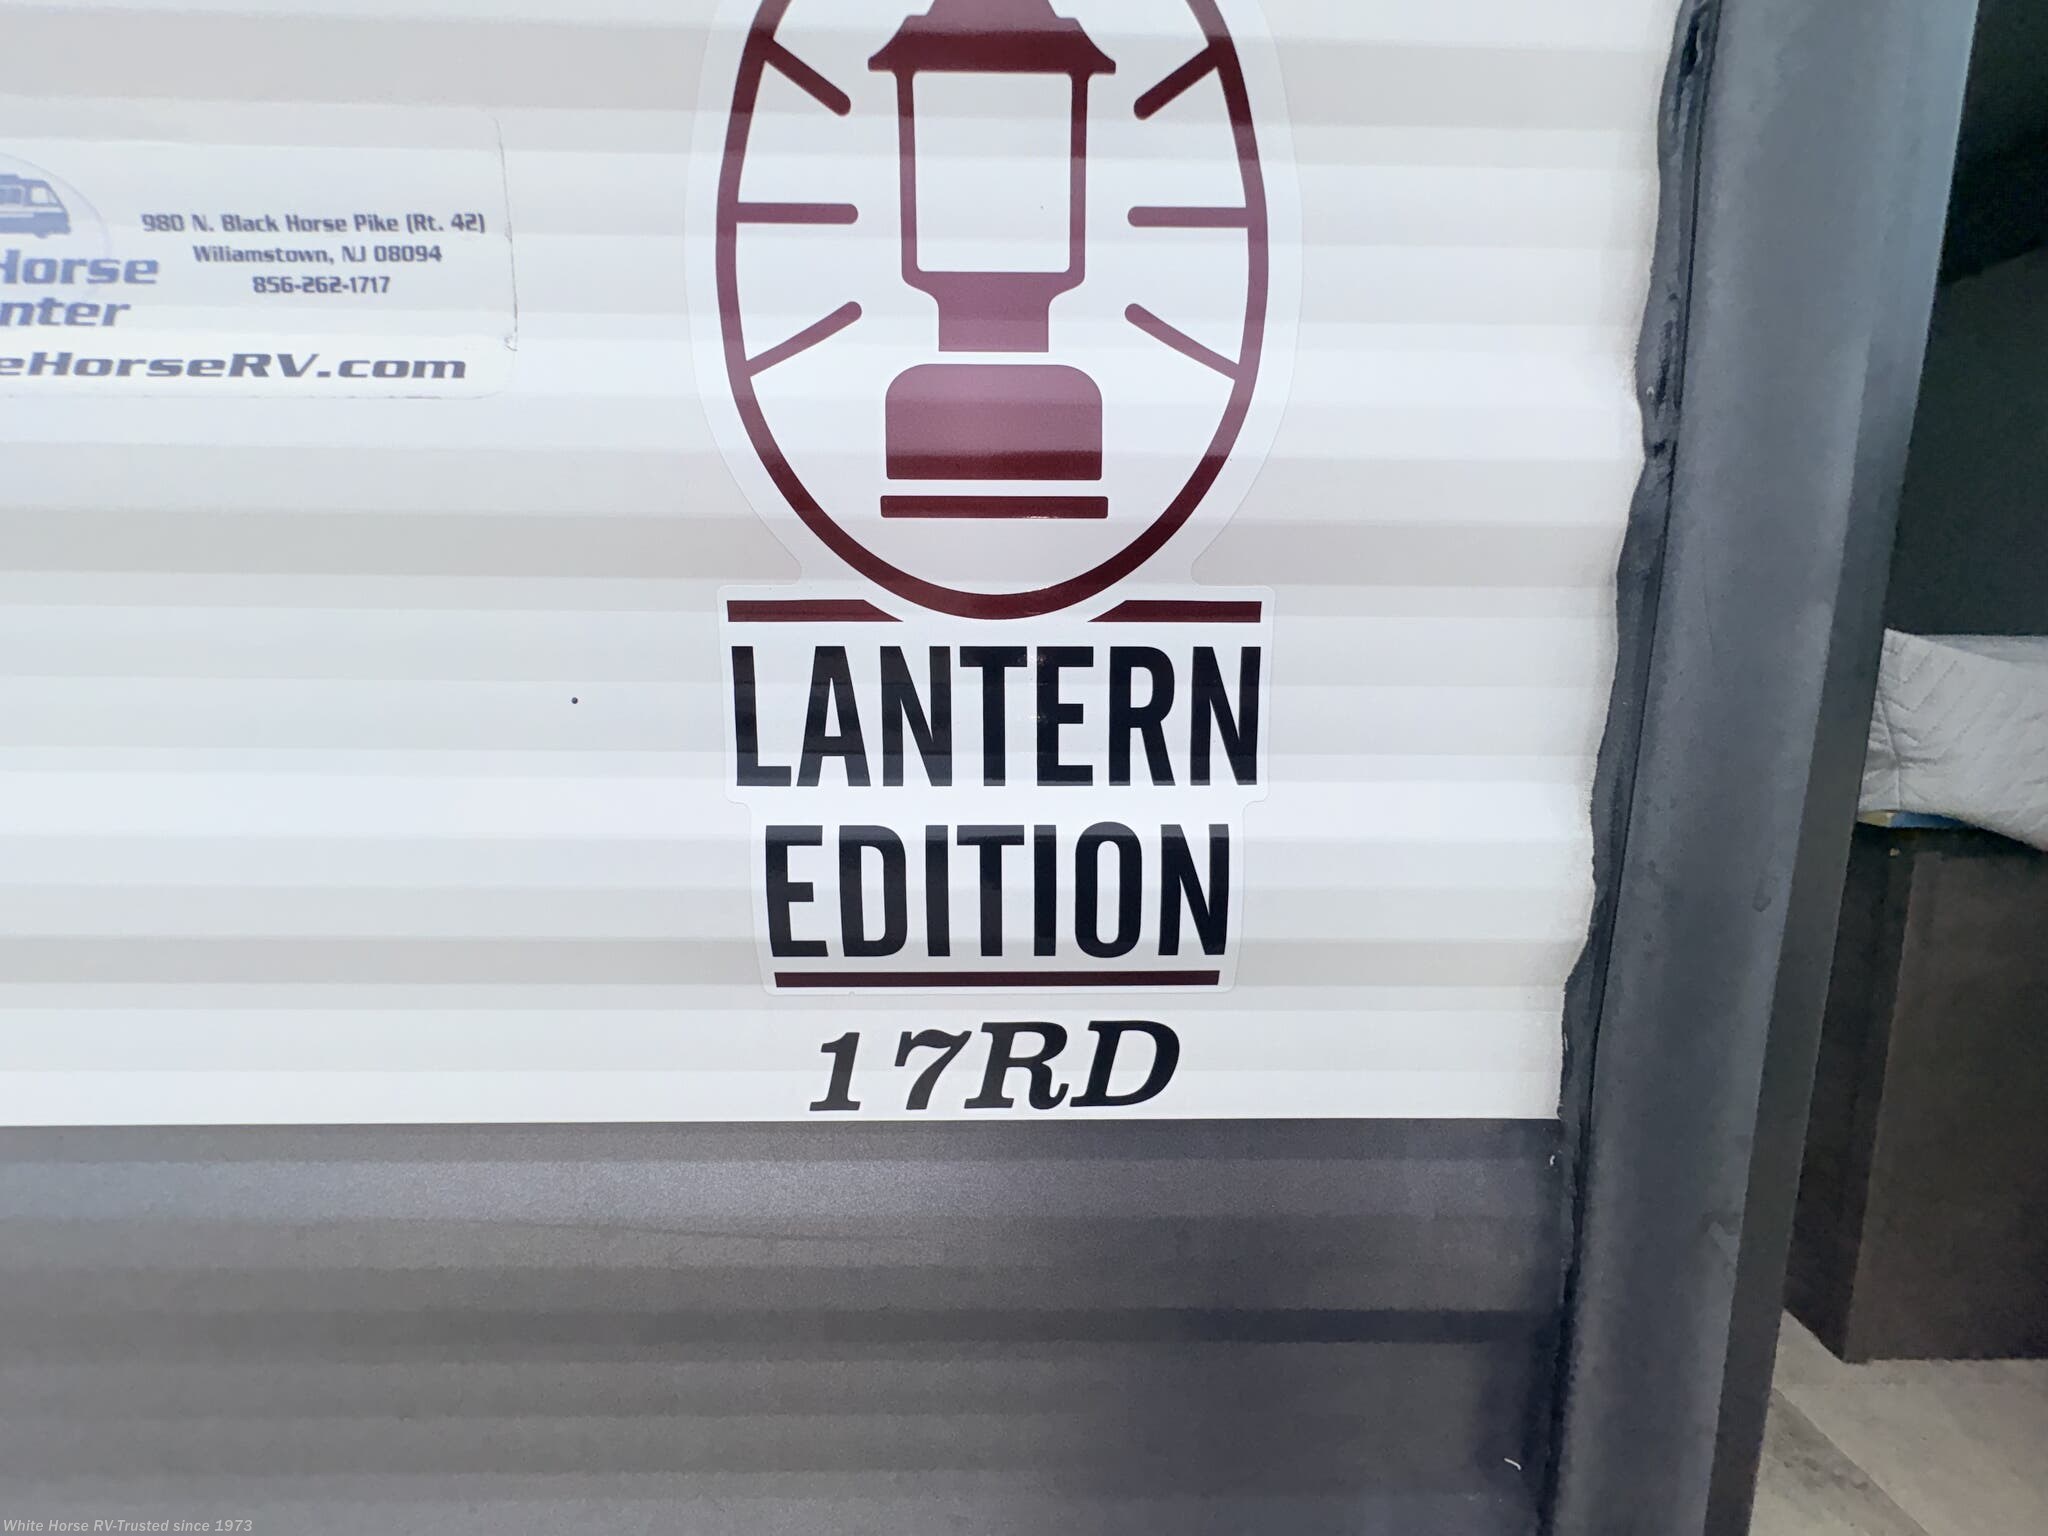 980 N. Black Horse Pike (Rt. 42)
Wiliamstown, NJ 08094
856-262-1717
Horse
nter
eHorseRV.com
LANTERN
EDITION
17RD
White Horse RV-Trusted since 1973